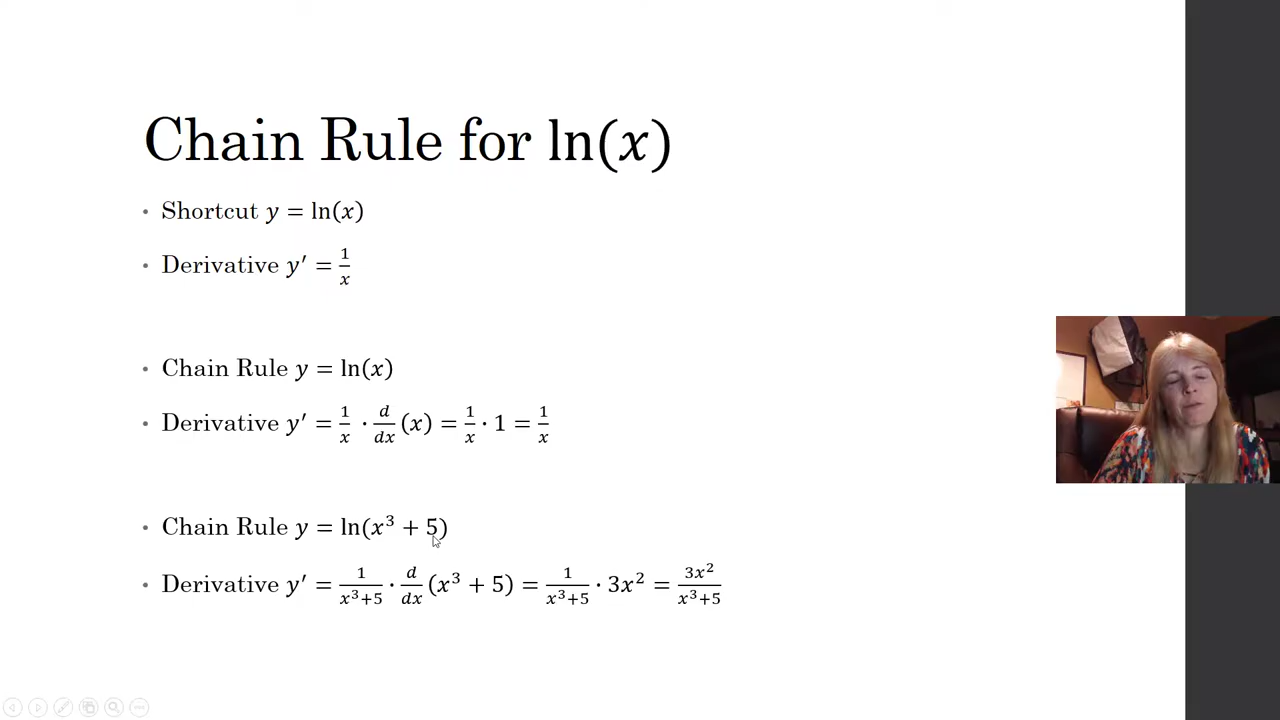 Chain Rule for ln(𝑥)
• Shortcut 𝑦 = ln(𝑥)
• Derivative 𝑦′ = 1/𝑥
• Chain Rule 𝑦 = ln(𝑥)
• Derivative 𝑦′ = 1/𝑥 · 𝑑/𝑑𝑥 (𝑥) = 1/𝑥 · 1 = 1/𝑥
• Chain Rule 𝑦 = ln(𝑥³ + 5)
• Derivative 𝑦′ = 1/(𝑥³+5) · 𝑑/𝑑𝑥 (𝑥³ + 5) = 1/(𝑥³+5) · 3𝑥² = 3𝑥²/(𝑥³+5)